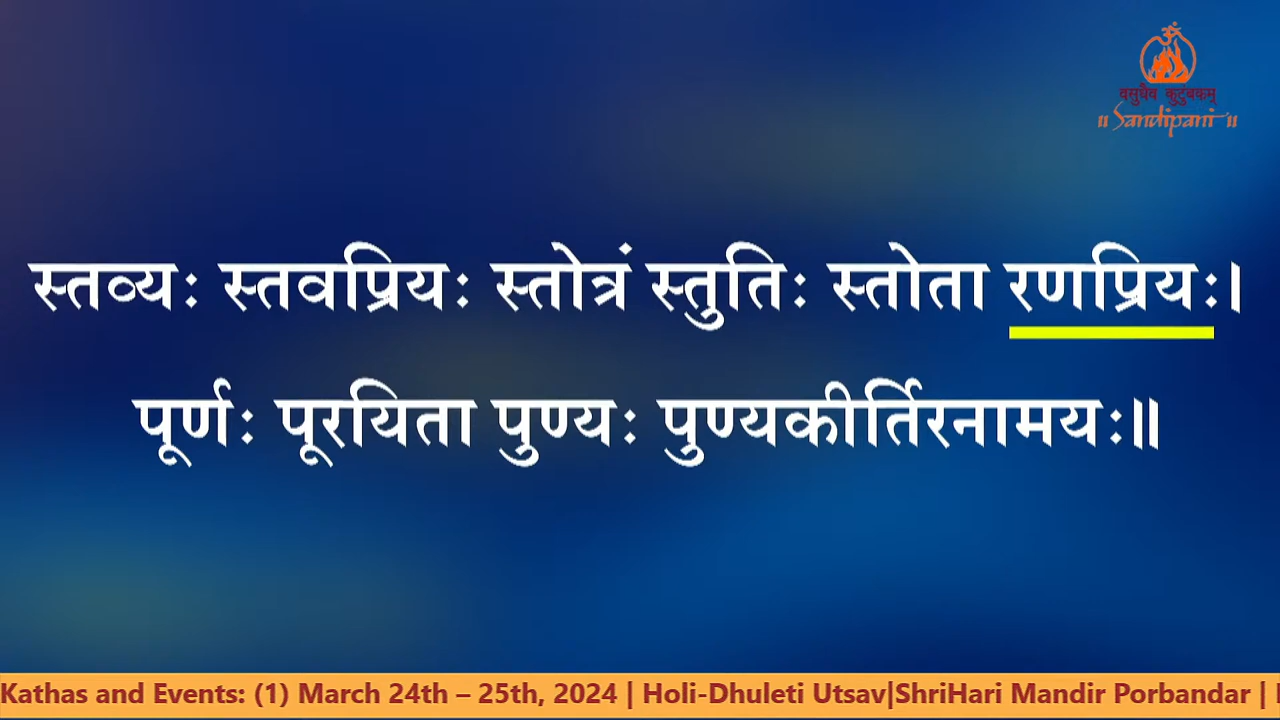 वसुधैव कुटुंबकम्
॥ Sandipani ॥
स्तव्यः स्तवप्रियः स्तोत्रं स्तुतिः स्तोता रणप्रियः।
पूर्णः पूरयिता पुण्यः पुण्यकीर्तिरनामयः॥
Kathas and Events: (1) March 24th – 25th, 2024 | Holi-Dhuleti Utsav|ShriHari Mandir Porbandar |